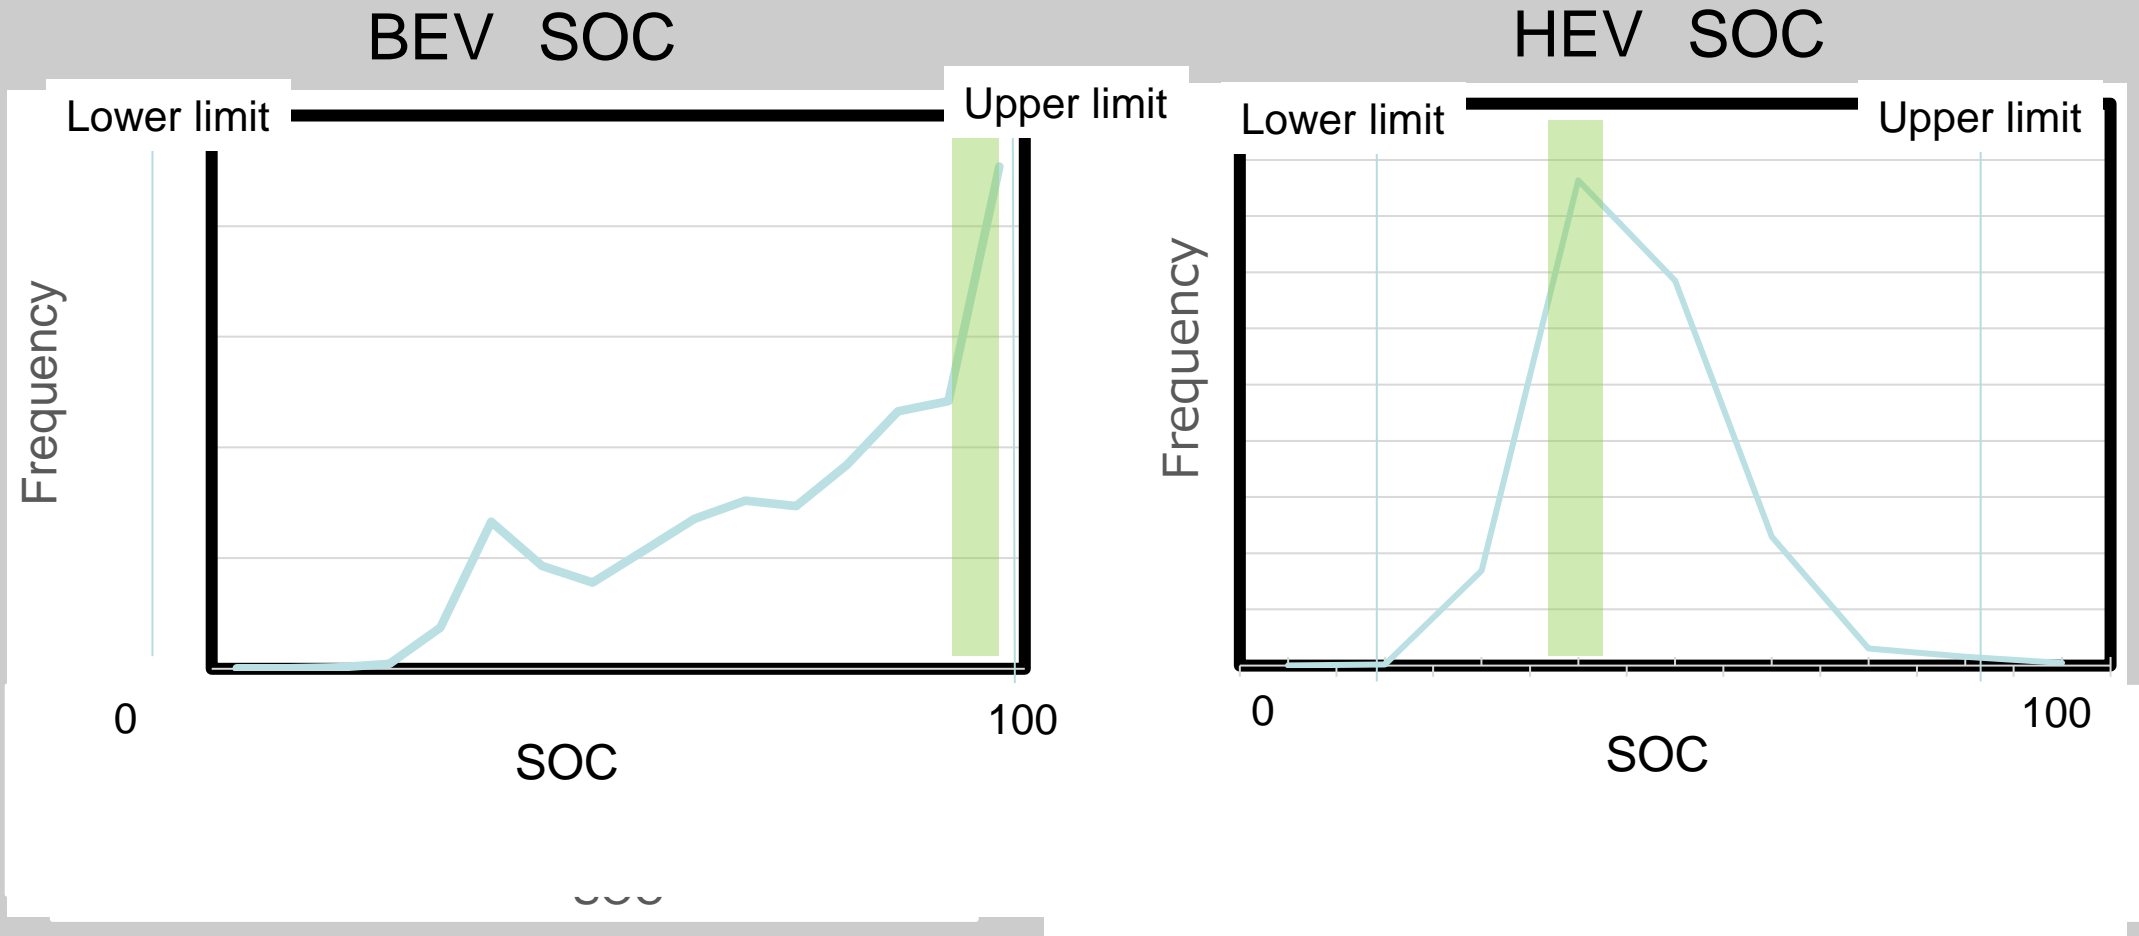 BEV SOC
Lower limit
Upper limit
Frequency
0
100
SOC
HEV SOC
Lower limit
Upper limit
Frequency
0
100
SOC